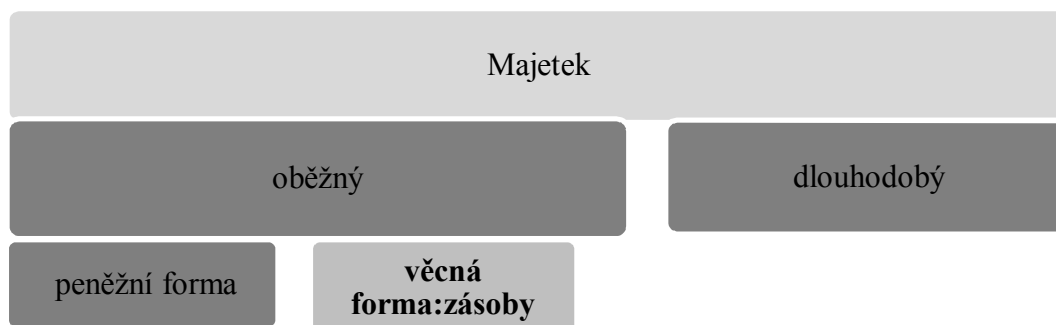 Majetek
oběžný
dlouhodobý
peněžní forma
věcná
forma:zásoby